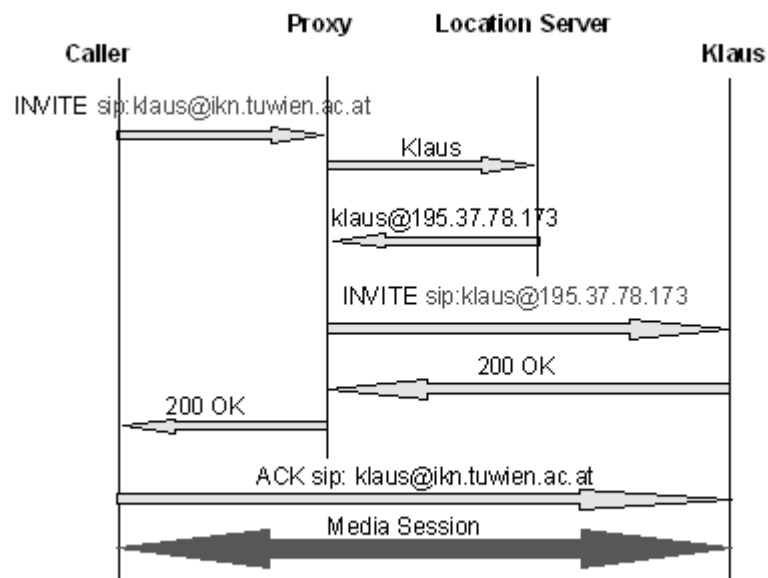 Proxy Location Server
Caller Klaus
INVITE sip:klaus@ikn.tuwien.ac.at
Klaus
klaus@195.37.78.173
INVITE sip:klaus@195.37.78.173
200 OK
200 OK
ACK sip: klaus@ikn.tuwien.ac.at
Media Session